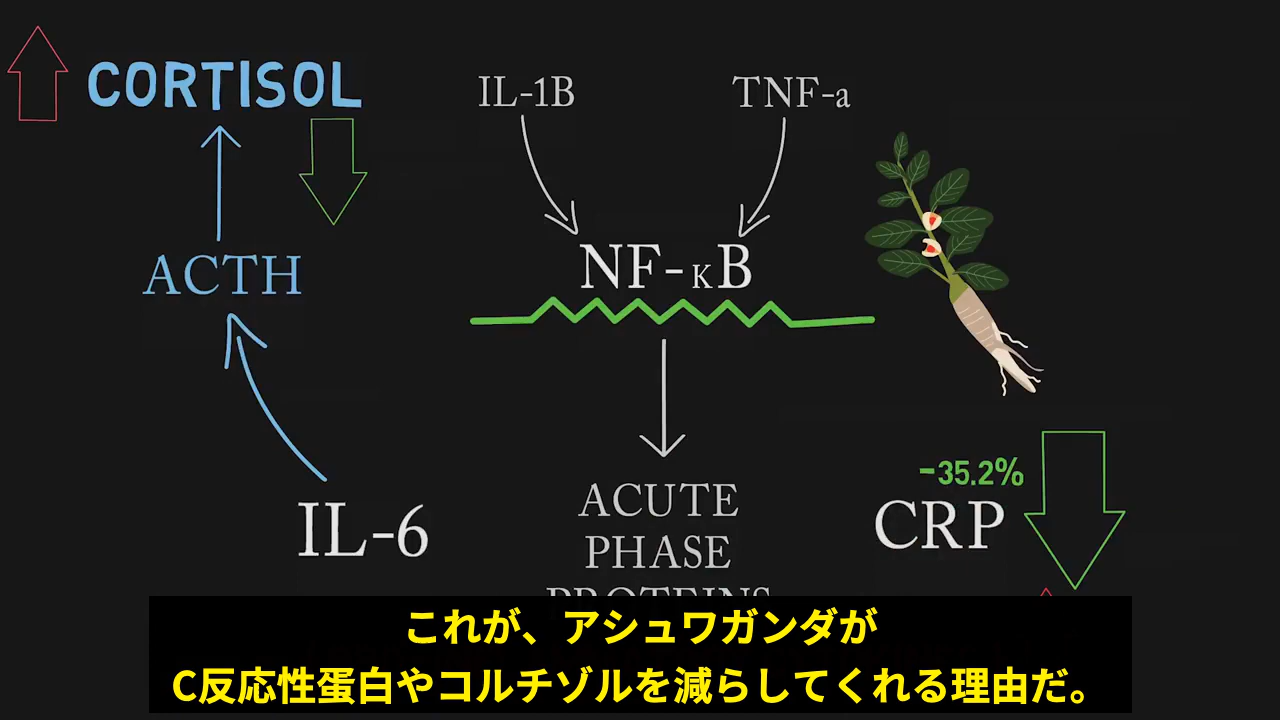 CORTISOL
IL-1B
TNF-a
ACTH
NF-κB
-35.2%
IL-6
CRP
ACUTE
PHASE
PROTEINS
これが、アシュワガンダが
C反応性蛋白やコルチゾルを減らしてくれる理由だ。